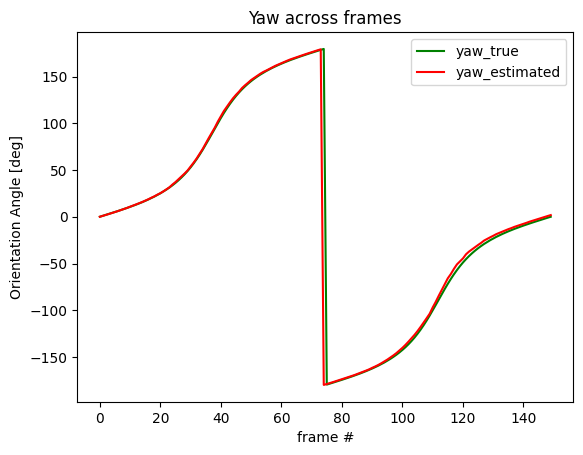 Yaw across frames
yaw_true
yaw_estimated
Orientation Angle [deg]
150
100
50
0
−50
−100
−150
0 20 40 60 80 100 120 140
frame #